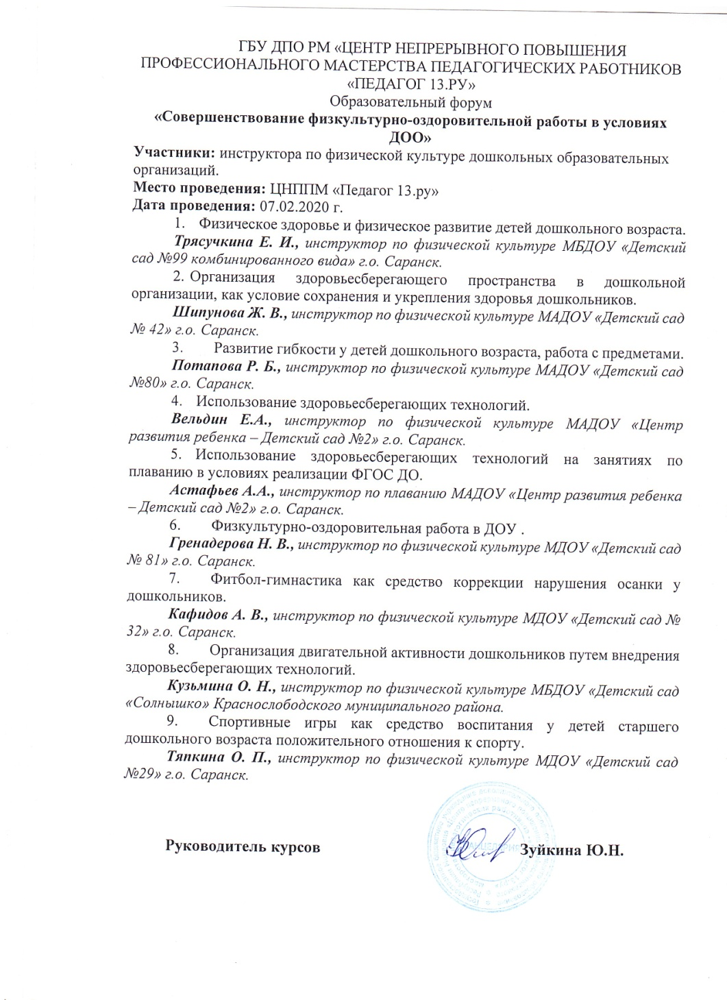 ГБУ ДПО РМ «ЦЕНТР НЕПРЕРЫВНОГО ПОВЫШЕНИЯ
ПРОФЕССИОНАЛЬНОГО МАСТЕРСТВА ПЕДАГОГИЧЕСКИХ РАБОТНИКОВ
«ПЕДАГОГ 13.РУ»
Образовательный форум
«Совершенствование физкультурно-оздоровительной работы в условиях
ДОО»
Участники: инструктора по физической культуре дошкольных образовательных
организаций.
Место проведения: ЦНППМ «Педагог 13.ру»
Дата проведения: 07.02.2020 г.
1. Физическое здоровье и физическое развитие детей дошкольного возраста.
Трясучкина Е. И., инструктор по физической культуре МБДОУ «Детский
сад №99 комбинированного вида» г.о. Саранск.
2. Организация здоровьесберегающего пространства в дошкольной
организации, как условие сохранения и укрепления здоровья дошкольников.
Шипунова Ж. В., инструктор по физической культуре МАДОУ «Детский сад
№ 42» г.о. Саранск.
3. Развитие гибкости у детей дошкольного возраста, работа с предметами.
Потапова Р. Б., инструктор по физической культуре МАДОУ «Детский сад
№80» г.о. Саранск.
4. Использование здоровьесберегающих технологий.
Вельдин Е.А., инструктор по физической культуре МАДОУ «Центр
развития ребенка – Детский сад №2» г.о. Саранск.
5. Использование здоровьесберегающих технологий на занятиях по
плаванию в условиях реализации ФГОС ДО.
Астафьев А.А., инструктор по плаванию МАДОУ «Центр развития ребенка
– Детский сад №2» г.о. Саранск.
6. Физкультурно-оздоровительная работа в ДОУ .
Гренадерова Н. В., инструктор по физической культуре МДОУ «Детский сад
№ 81» г.о. Саранск.
7. Фитбол-гимнастика как средство коррекции нарушения осанки у
дошкольников.
Кафидов А. В., инструктор по физической культуре МДОУ «Детский сад №
32» г.о. Саранск.
8. Организация двигательной активности дошкольников путем внедрения
здоровьесберегающих технологий.
Кузьмина О. Н., инструктор по физической культуре МБДОУ «Детский сад
«Солнышко» Краснослободского муниципального района.
9. Спортивные игры как средство воспитания у детей старшего
дошкольного возраста положительного отношения к спорту.
Тяпкина О. П., инструктор по физической культуре МДОУ «Детский сад
№29» г.о. Саранск.
Руководитель курсов Зуйкина Ю.Н.